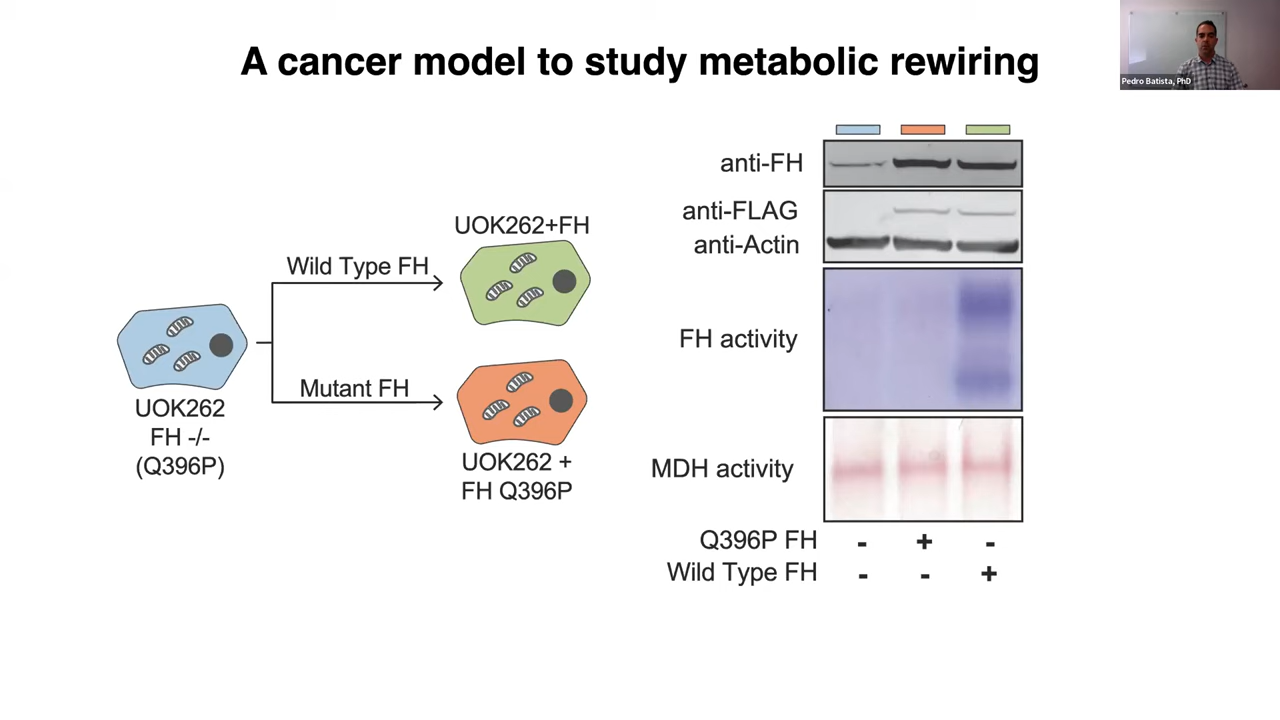 A cancer model to study metabolic rewiring
Pedro Batista, PhD
UOK262+FH
Wild Type FH
Mutant FH
UOK262
FH -/-
(Q396P)
UOK262 +
FH Q396P
anti-FH
anti-FLAG
anti-Actin
FH activity
MDH activity
Q396P FH - + -
Wild Type FH - - +